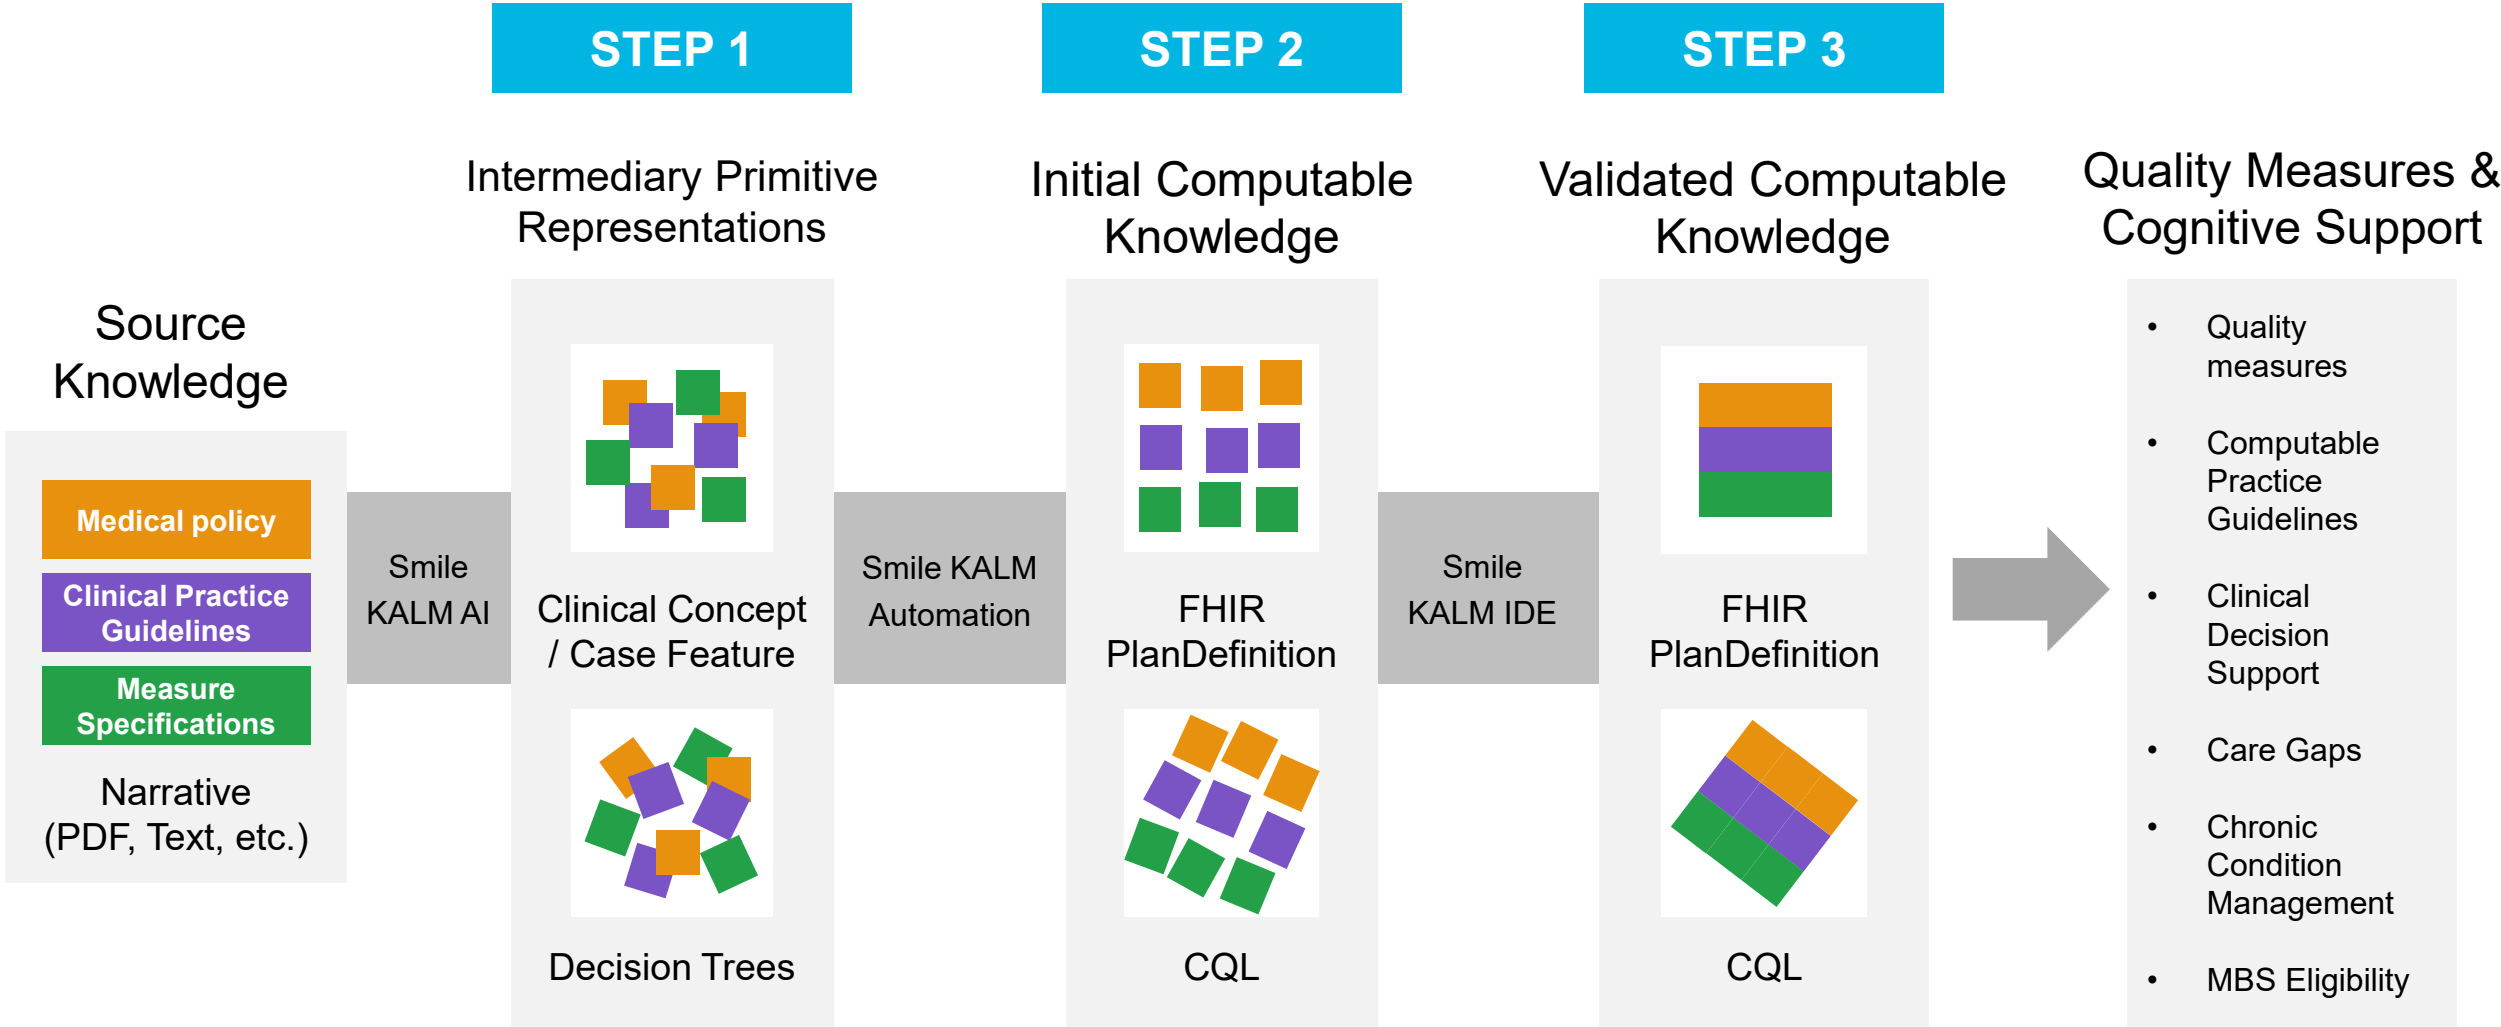 STEP 1
STEP 2
STEP 3
Source
Knowledge
Medical policy
Clinical Practice
Guidelines
Measure
Specifications
Narrative
(PDF, Text, etc.)
Smile
KALM AI
Intermediary Primitive
Representations
Clinical Concept
/ Case Feature
Decision Trees
Smile KALM
Automation
Initial Computable
Knowledge
FHIR
PlanDefinition
CQL
Smile
KALM IDE
Validated Computable
Knowledge
FHIR
PlanDefinition
CQL
Quality Measures &
Cognitive Support
• Quality
measures
• Computable
Practice
Guidelines
• Clinical
Decision
Support
• Care Gaps
• Chronic
Condition
Management
• MBS Eligibility